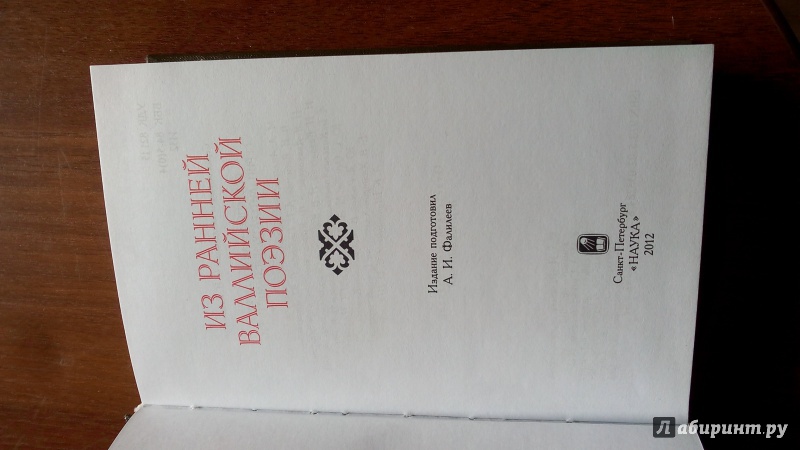 ИЗ РАННЕЙ
ВАЛЛИЙСКОЙ
ПОЭЗИИ
Издание подготовил
А. И. Фалилеев
Санкт-Петербург
«НАУКА»
2012
Лабиринт.ру